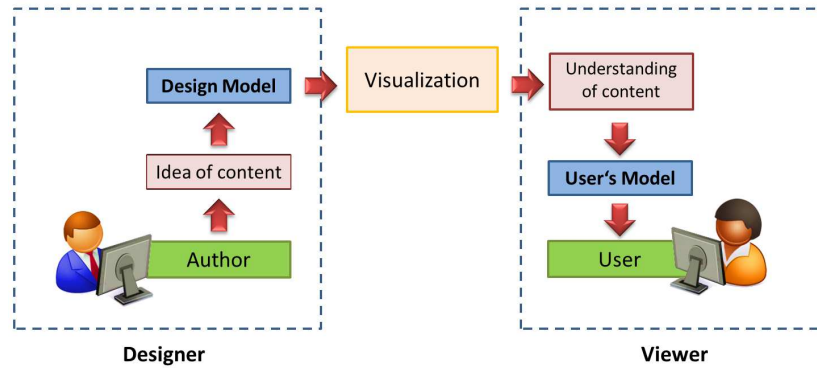 Design Model
Idea of content
Author
Designer
Visualization
Understanding
of content
User‘s Model
User
Viewer